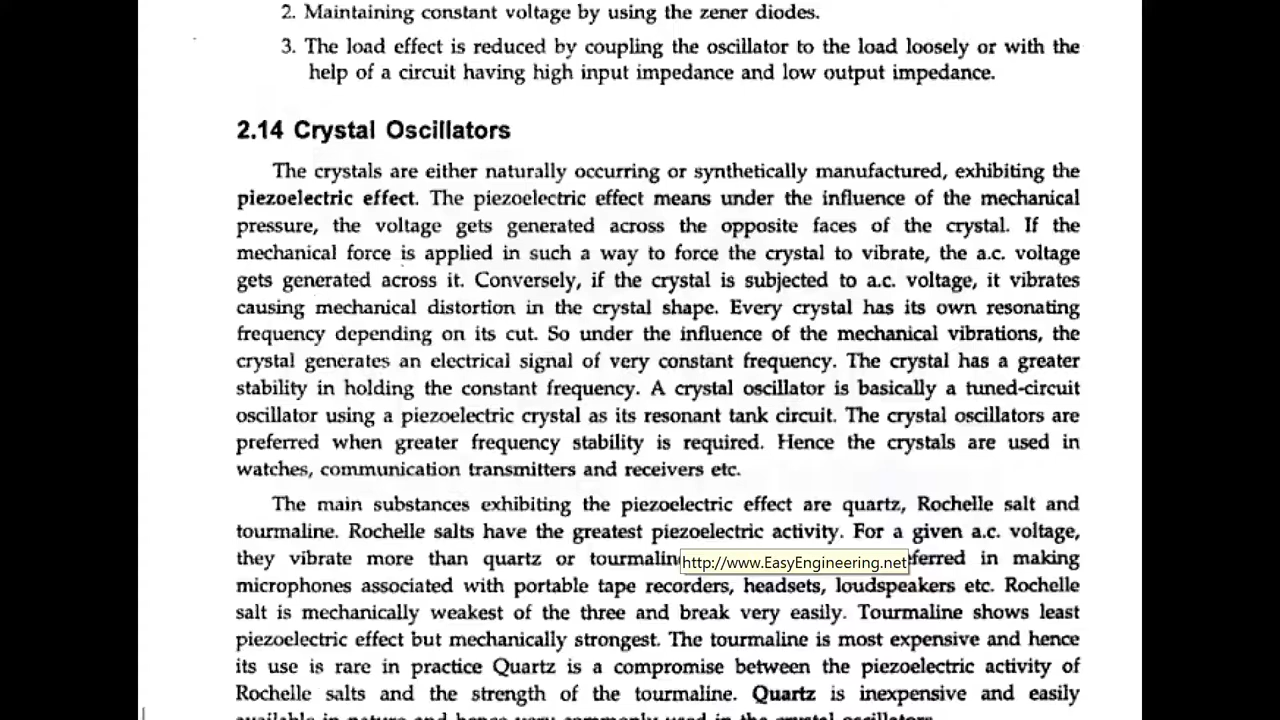 2. Maintaining constant voltage by using the zener diodes.
3. The load effect is reduced by coupling the oscillator to the load loosely or with the
help of a circuit having high input impedance and low output impedance.
2.14 Crystal Oscillators
The crystals are either naturally occurring or synthetically manufactured, exhibiting the
piezoelectric effect. The piezoelectric effect means under the influence of the mechanical
pressure, the voltage gets generated across the opposite faces of the crystal. If the
mechanical force is applied in such a way to force the crystal to vibrate, the a.c. voltage
gets generated across it. Conversely, if the crystal is subjected to a.c. voltage, it vibrates
causing mechanical distortion in the crystal shape. Every crystal has its own resonating
frequency depending on its cut. So under the influence of the mechanical vibrations, the
crystal generates an electrical signal of very constant frequency. The crystal has a greater
stability in holding the constant frequency. A crystal oscillator is basically a tuned-circuit
oscillator using a piezoelectric crystal as its resonant tank circuit. The crystal oscillators are
preferred when greater frequency stability is required. Hence the crystals are used in
watches, communication transmitters and receivers etc.
The main substances exhibiting the piezoelectric effect are quartz, Rochelle salt and
tourmaline. Rochelle salts have the greatest piezoelectric activity. For a given a.c. voltage,
they vibrate more than quartz or tourmalin http://www.EasyEngineering.net ferred in making
microphones associated with portable tape recorders, headsets, loudspeakers etc. Rochelle
salt is mechanically weakest of the three and break very easily. Tourmaline shows least
piezoelectric effect but mechanically strongest. The tourmaline is most expensive and hence
its use is rare in practice Quartz is a compromise between the piezoelectric activity of
Rochelle salts and the strength of the tourmaline. Quartz is inexpensive and easily
available in nature and hence very commonly used in the crystal oscillators.